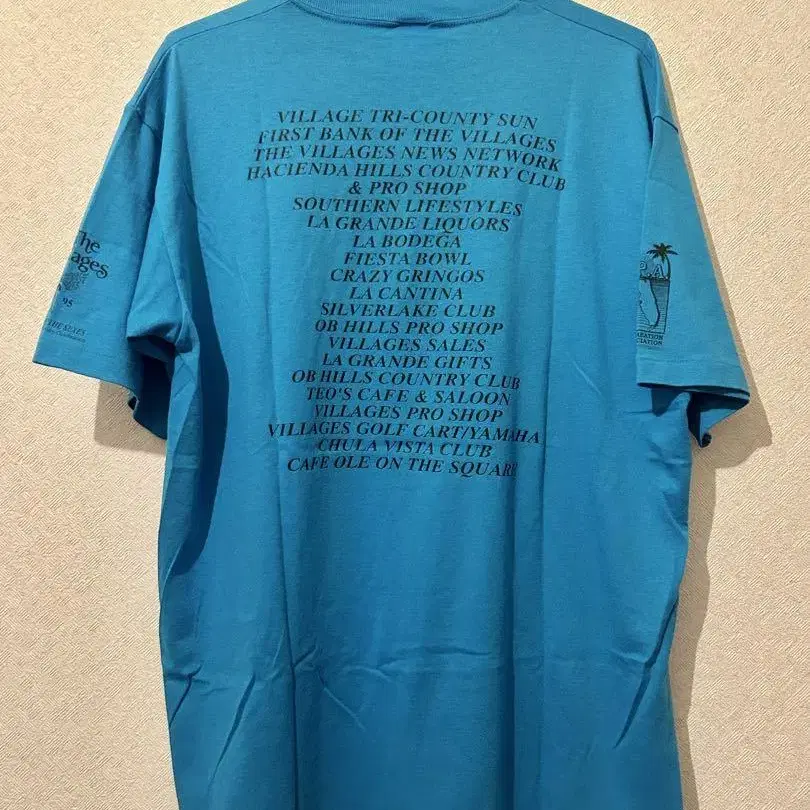 VILLAGE TRI-COUNTY SUN
FIRST BANK OF THE VILLAGES
THE VILLAGES NEWS NETWORK
HACIENDA HILLS COUNTRY CLUB
& PRO SHOP
SOUTHERN LIFESTYLES
LA GRANDE LIQUORS
LA BODEGA
FIESTA BOWL
CRAZY GRINGOS
LA CANTINA
SILVERLAKE CLUB
OB HILLS PRO SHOP
VILLAGES SALES
LA GRANDE GIFTS
OB HILLS COUNTRY CLUB
TEO'S CAFE & SALOON
VILLAGES PRO SHOP
VILLAGES GOLF CART/YAMAHA
CHULA VISTA CLUB
CAFE OLE ON THE SQUARE
95
P.A